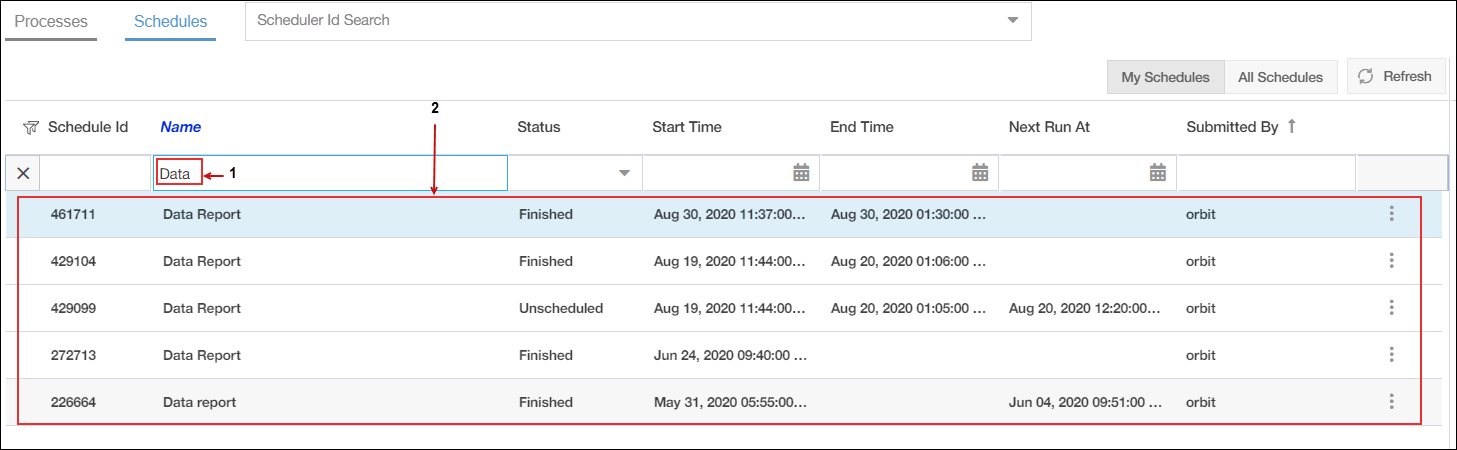 Processes Schedules Scheduler Id Search
My Schedules All Schedules Refresh
2
Schedule Id Name Status Start Time End Time Next Run At Submitted By
Data 1
461711 Data Report Finished Aug 30, 2020 11:37:00... Aug 30, 2020 01:30:00 ... orbit
429104 Data Report Finished Aug 19, 2020 11:44:00... Aug 20, 2020 01:06:00 ... orbit
429099 Data Report Unscheduled Aug 19, 2020 11:44:00... Aug 20, 2020 01:05:00 ... Aug 20, 2020 12:20:00... orbit
272713 Data Report Finished Jun 24, 2020 09:40:00 ... orbit
226664 Data report Finished May 31, 2020 05:55:00... Jun 04, 2020 09:51:00 ... orbit